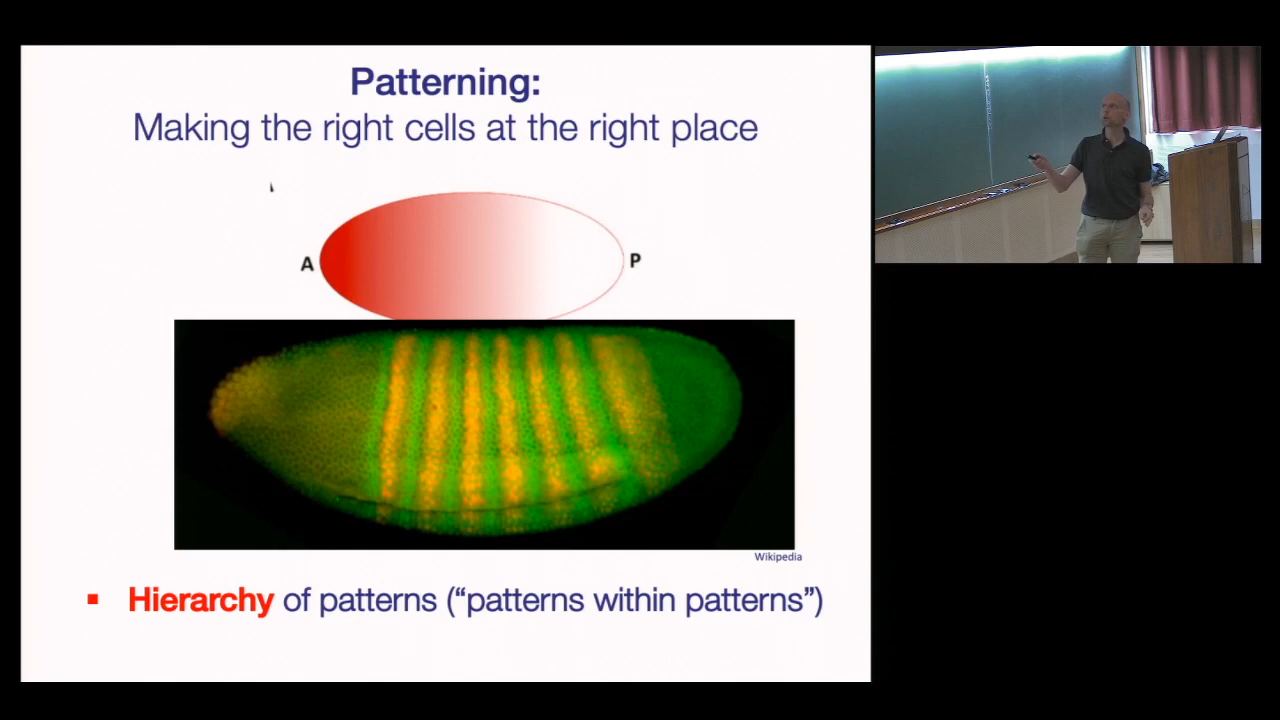 Patterning:
Making the right cells at the right place
A
P
Wikipedia
▪ Hierarchy of patterns (“patterns within patterns”)